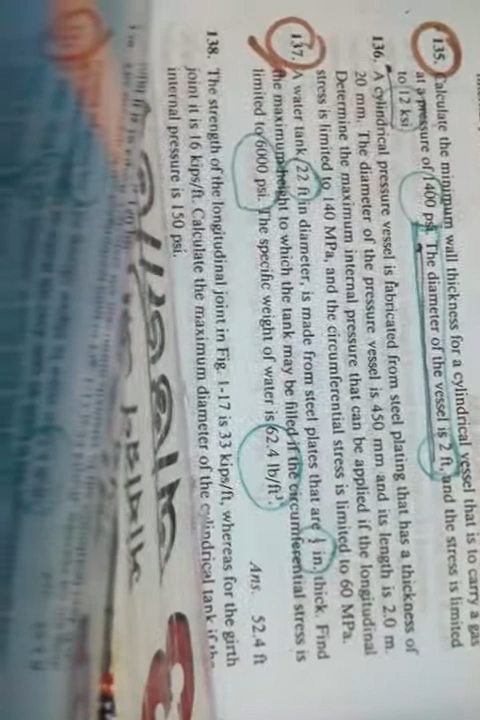 135. Calculate the minimum wall thickness for a cylindrical vessel that is to carry a gas
at a pressure of 1400 psi. The diameter of the vessel is 2 ft, and the stress is limited
to 12 ksi.
136. A cylindrical pressure vessel is fabricated from steel plating that has a thickness of
20 mm. The diameter of the pressure vessel is 450 mm and its length is 2.0 m.
Determine the maximum internal pressure that can be applied if the longitudinal
stress is limited to 140 MPa, and the circumferential stress is limited to 60 MPa.
137. A water tank, 22 ft in diameter, is made from steel plates that are ½ in. thick. Find
the maximum height to which the tank may be filled if the circumferential stress is
limited to 6000 psi. The specific weight of water is 62.4 lb/ft³.
Ans. 52.4 ft
138. The strength of the longitudinal joint in Fig. 1-17 is 33 kips/ft, whereas for the girth
joint it is 16 kips/ft. Calculate the maximum diameter of the cylindrical tank if the
internal pressure is 150 psi.